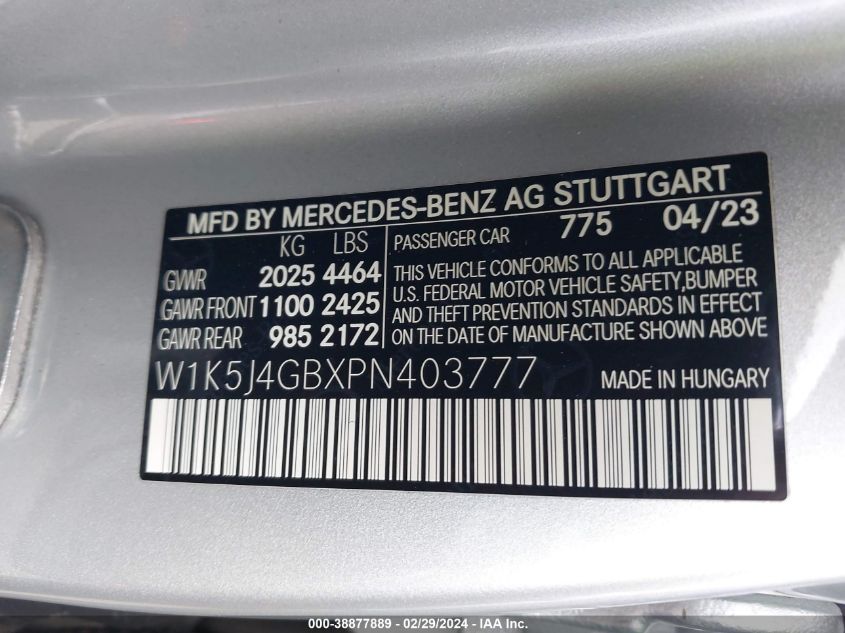 MFD BY MERCEDES-BENZ AG STUTTGART
KG LBS
GVWR 2025 4464
GAWR FRONT 1100 2425
GAWR REAR 985 2172
PASSENGER CAR 775 04/23
THIS VEHICLE CONFORMS TO ALL APPLICABLE
U.S. FEDERAL MOTOR VEHICLE SAFETY,BUMPER
AND THEFT PREVENTION STANDARDS IN EFFECT
ON THE DATE OF MANUFACTURE SHOWN ABOVE
W1K5J4GBXPN403777 MADE IN HUNGARY
000-38877889 - 02/29/2024 - IAA Inc.